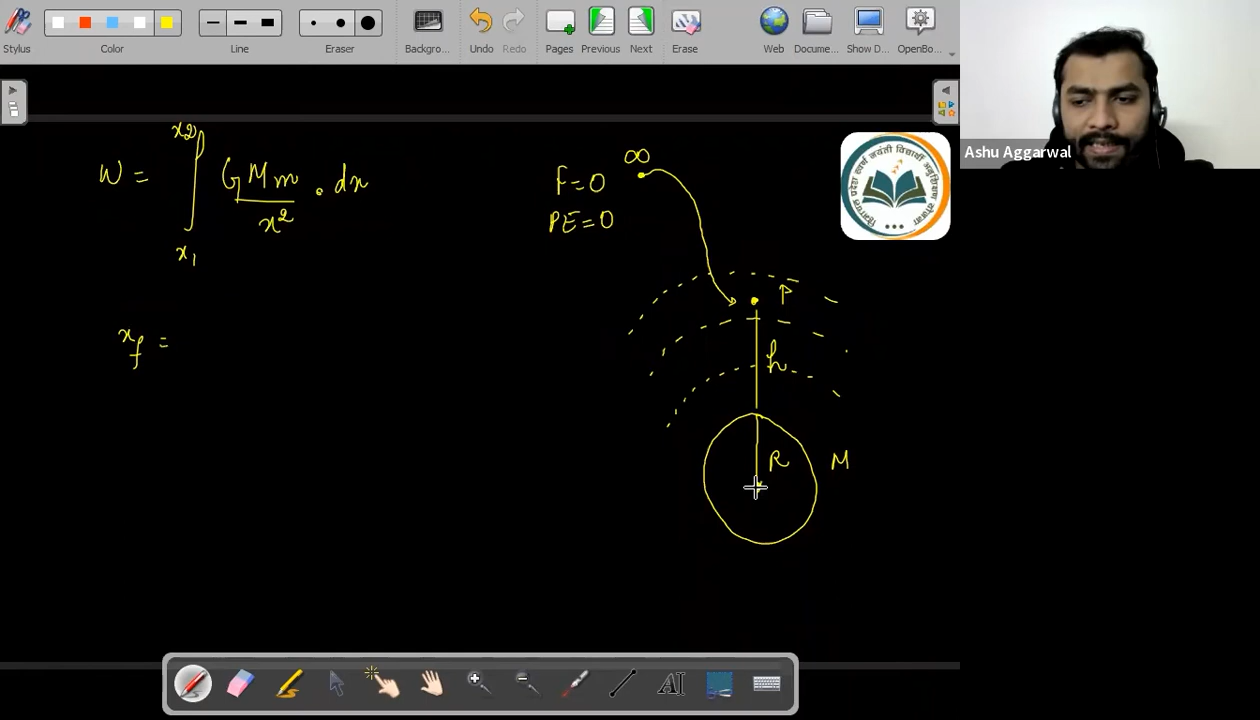 Stylus
Color
Line
Eraser
Backgro...
Undo
Redo
Pages
Previous
Next
Erase
Web
Docume...
Show D...
OpenBo...
Ashu Aggarwal
W = ∫ x2 x1 GMm / x² . dx
∞
F=0
PE=0
P
h
R
M
xf =
AI